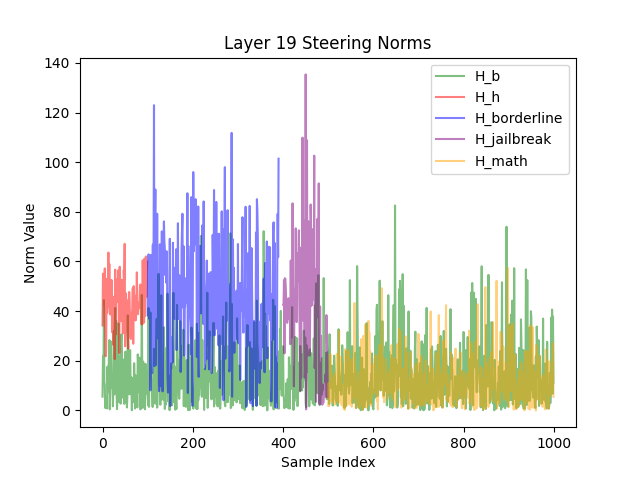 Layer 19 Steering Norms
140
120
100
80
60
40
20
0
Norm Value
0
200
400
600
800
1000
Sample Index
H_b
H_h
H_borderline
H_jailbreak
H_math